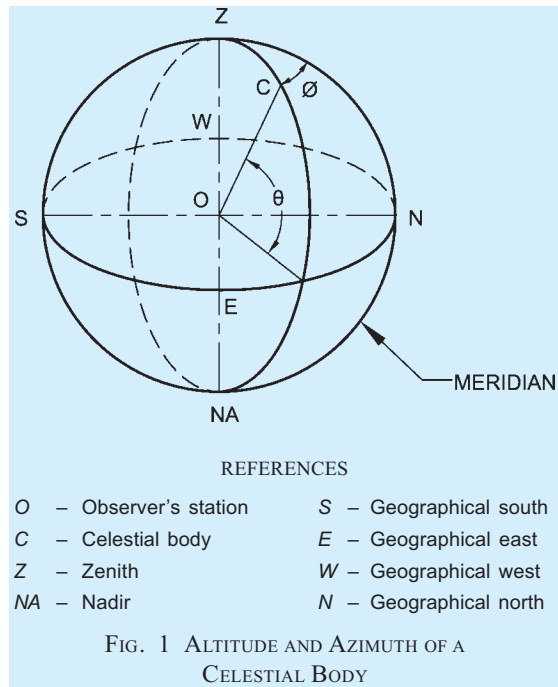 Z
C
Ø
W
θ
O
S
N
E
MERIDIAN
NA
REFERENCES
O – Observer's station S – Geographical south
C – Celestial body E – Geographical east
Z – Zenith W – Geographical west
NA – Nadir N – Geographical north
FIG. 1 ALTITUDE AND AZIMUTH OF A
CELESTIAL BODY